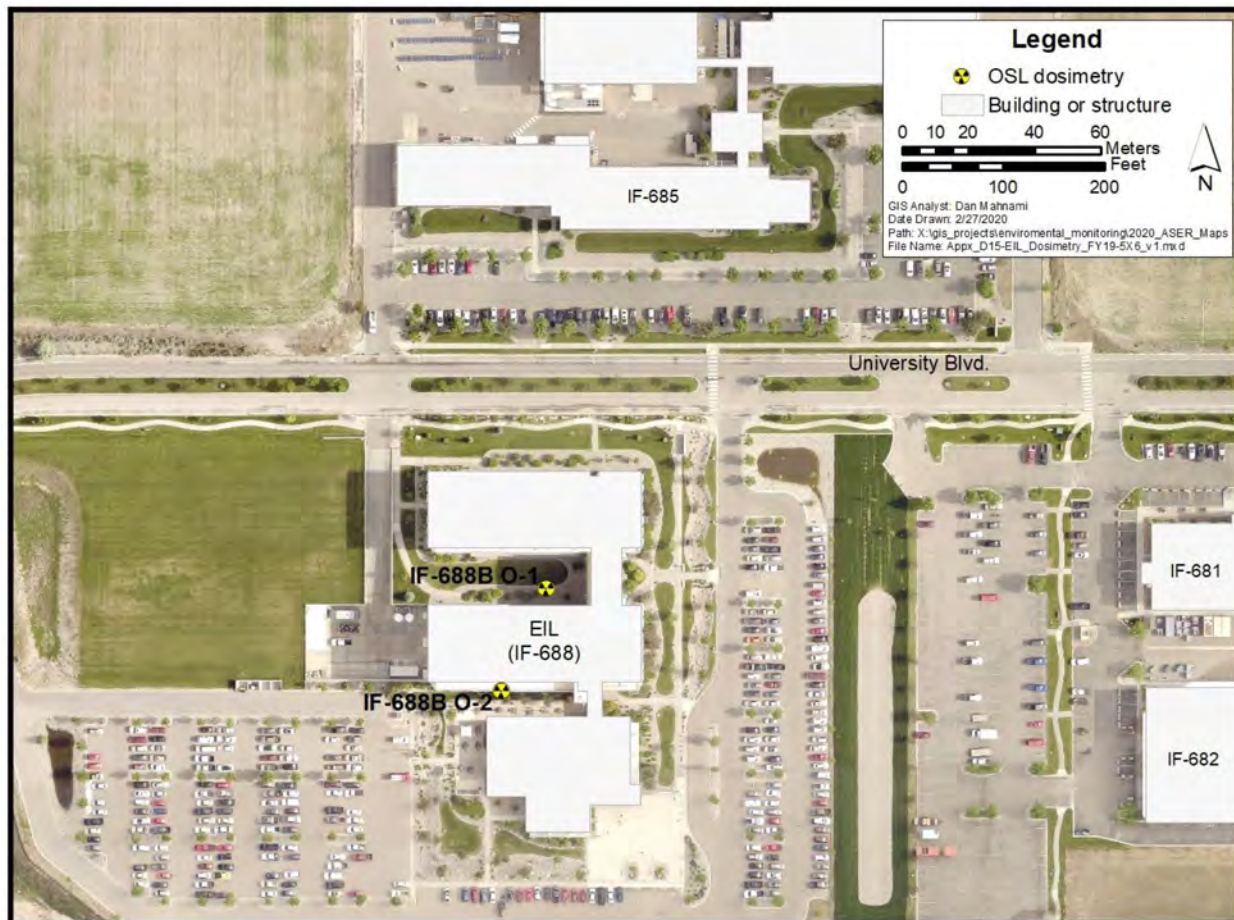 Legend
OSL dosimetry
Building or structure
0 10 20 40 60
Meters
Feet
0 100 200
N
GIS Analyst: Dan Mahnami
Date Drawn: 2/27/2020
Path: X:\gis_projects\enviromental_monitoring\2020_ASER_Maps
File Name: Appx_D15-EIL_Dosimetry_FY19-5X6_v1.mxd
IF-685
University Blvd.
IF-688B O-1
EIL
(IF-688)
IF-688B O-2
IF-681
IF-682